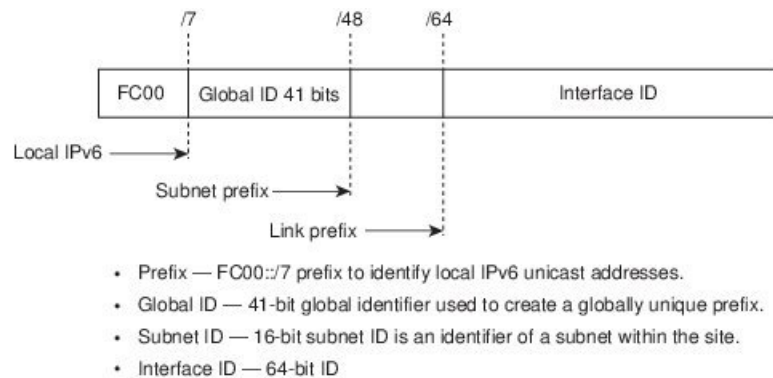 /7 /48 /64
FC00 Global ID 41 bits Interface ID
Local IPv6
Subnet prefix
Link prefix
• Prefix — FC00::/7 prefix to identify local IPv6 unicast addresses.
• Global ID — 41-bit global identifier used to create a globally unique prefix.
• Subnet ID — 16-bit subnet ID is an identifier of a subnet within the site.
• Interface ID — 64-bit ID